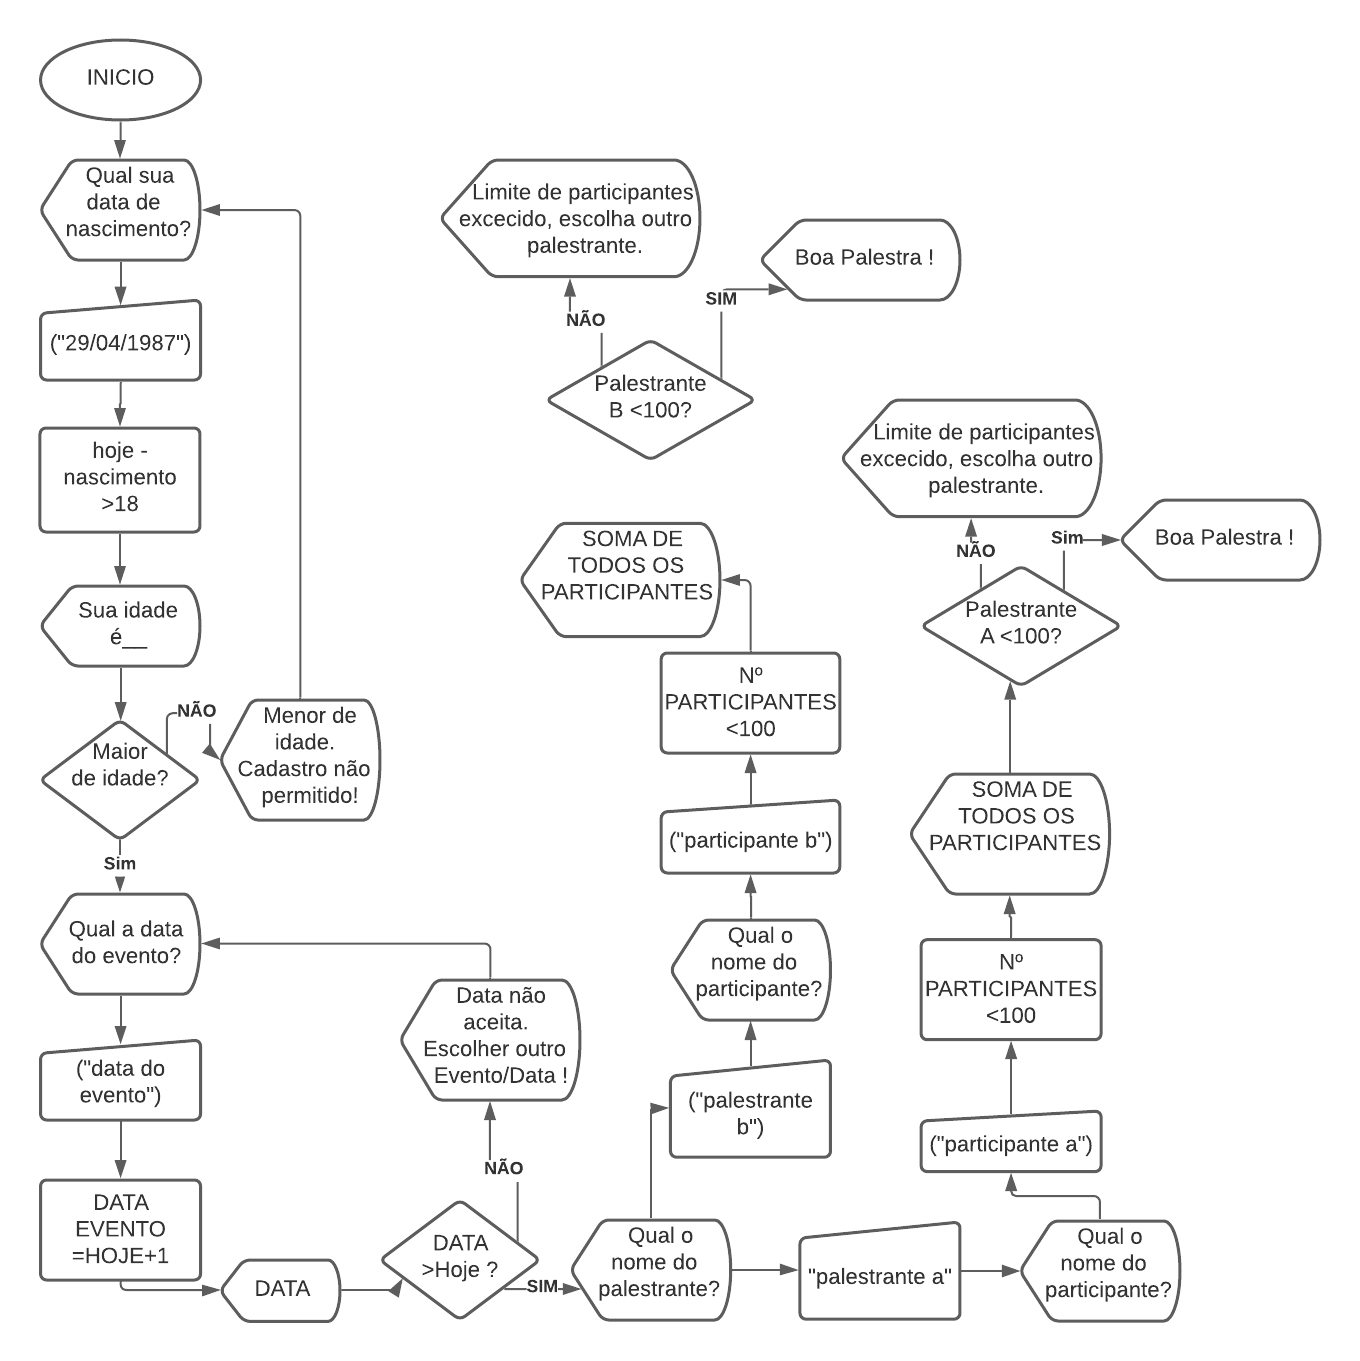 INICIO
Qual sua
data de
nascimento?
("29/04/1987")
hoje -
nascimento
>18
Sua idade
é__
Maior
de idade?
NÃO
Menor de
idade.
Cadastro não
permitido!
Sim
Qual a data
do evento?
("data do
evento")
DATA
EVENTO
=HOJE+1
DATA
DATA
>Hoje ?
NÃO
Data não
aceita.
Escolher outro
Evento/Data !
SIM
Qual o
nome do
palestrante?
("palestrante
b")
Qual o
nome do
participante?
("participante b")
Nº
PARTICIPANTES
<100
SOMA DE
TODOS OS
PARTICIPANTES
Palestrante
B <100?
NÃO
Limite de participantes
excecido, escolha outro
palestrante.
SIM
Boa Palestra !
"palestrante a"
Qual o
nome do
participante?
("participante a")
Nº
PARTICIPANTES
<100
SOMA DE
TODOS OS
PARTICIPANTES
Palestrante
A <100?
NÃO
Limite de participantes
excecido, escolha outro
palestrante.
Sim
Boa Palestra !